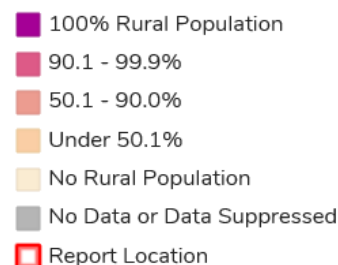 100% Rural Population
90.1 - 99.9%
50.1 - 90.0%
Under 50.1%
No Rural Population
No Data or Data Suppressed
Report Location